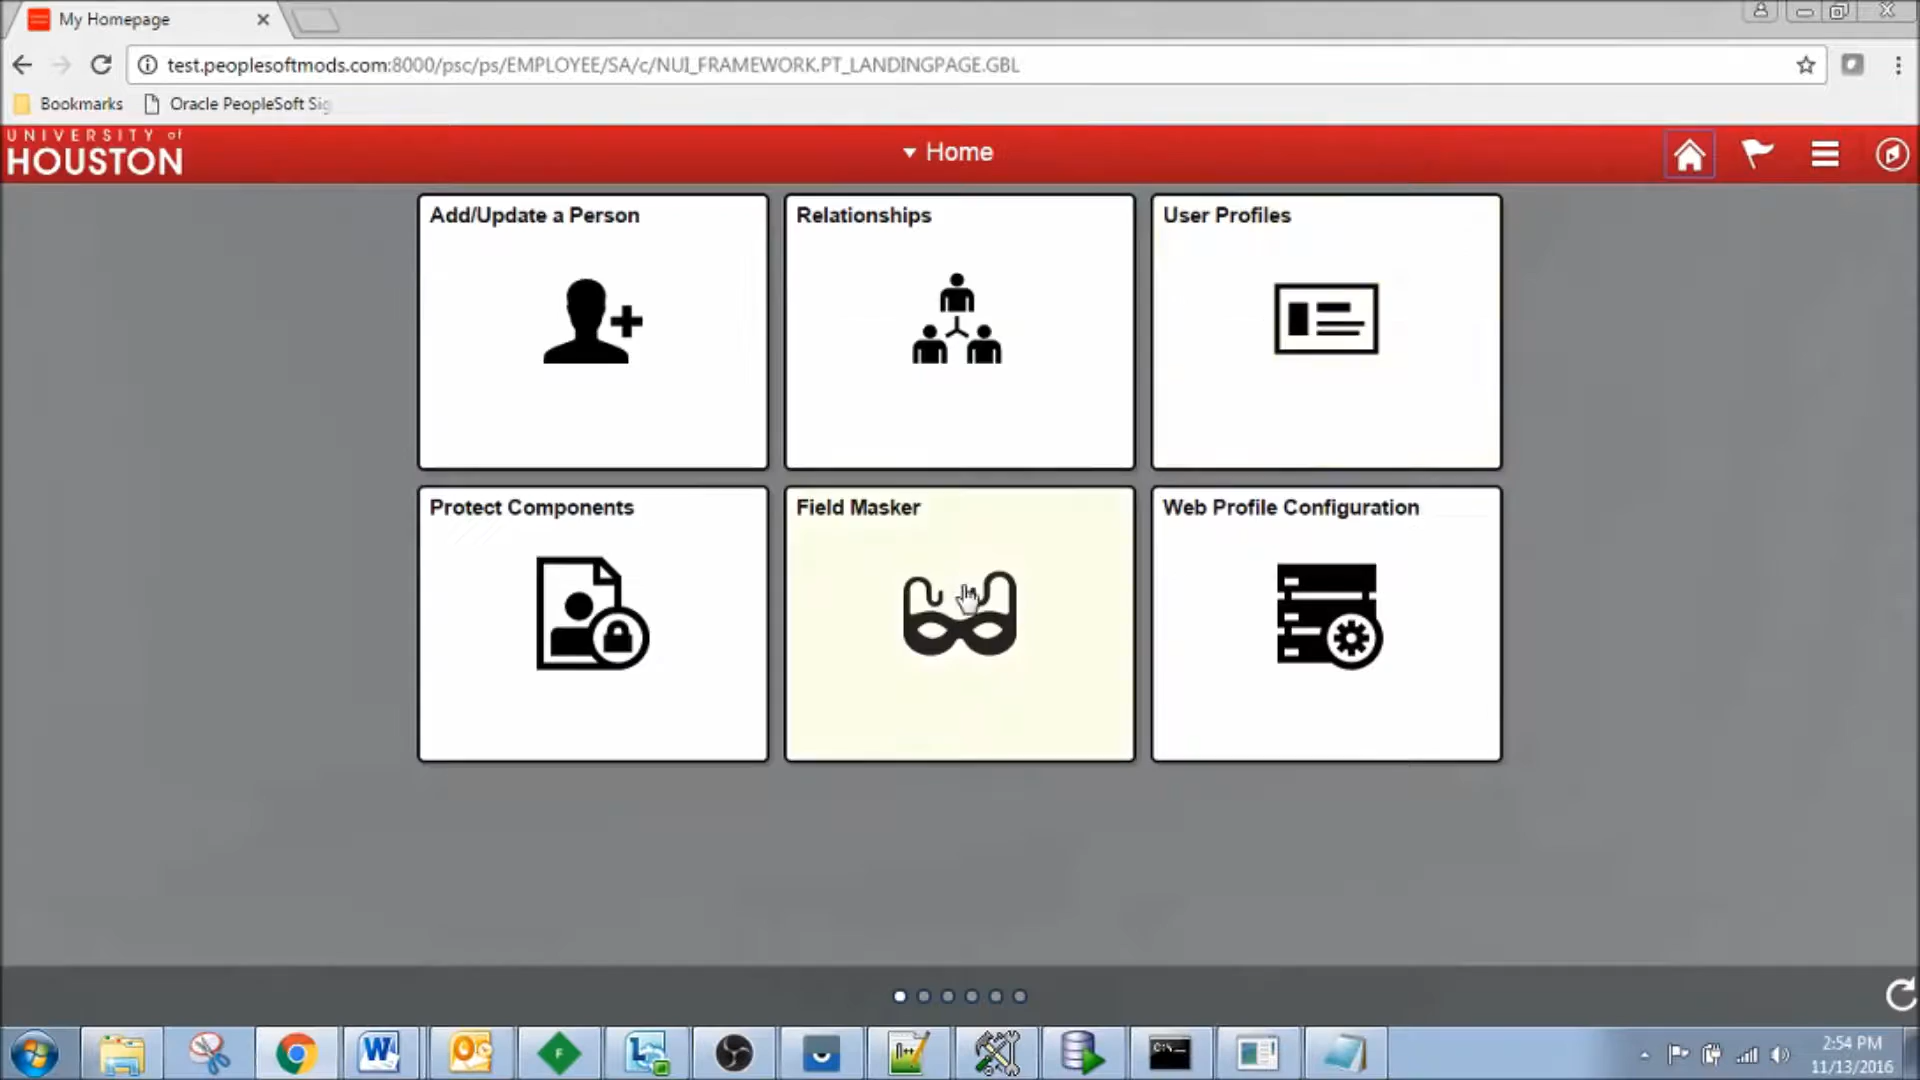 My Homepage
test.peoplesoftmods.com:8000/psc/ps/EMPLOYEE/SA/c/NUI_FRAMEWORK.PT_LANDINGPAGE.GBL
Bookmarks
Oracle PeopleSoft Sig
UNIVERSITY of
HOUSTON
Home
Add/Update a Person
Relationships
User Profiles
Protect Components
Field Masker
Web Profile Configuration
2:54 PM
11/13/2016